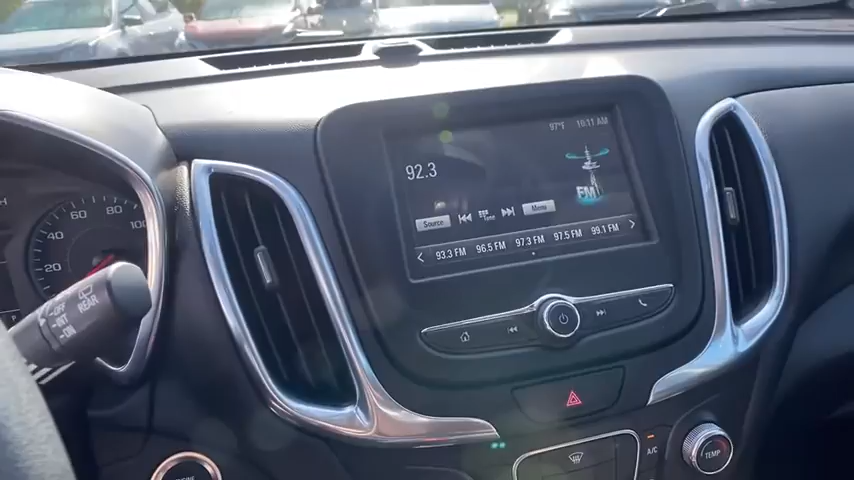 97°F 10:11 AM
92.3
FM
Source
Tune
Menu
93.3 FM 96.5 FM 97.3 FM 97.5 FM 99.1 FM
20 40 60 80 100
P
OFF
INT
ON
REAR
A/C
TEMP